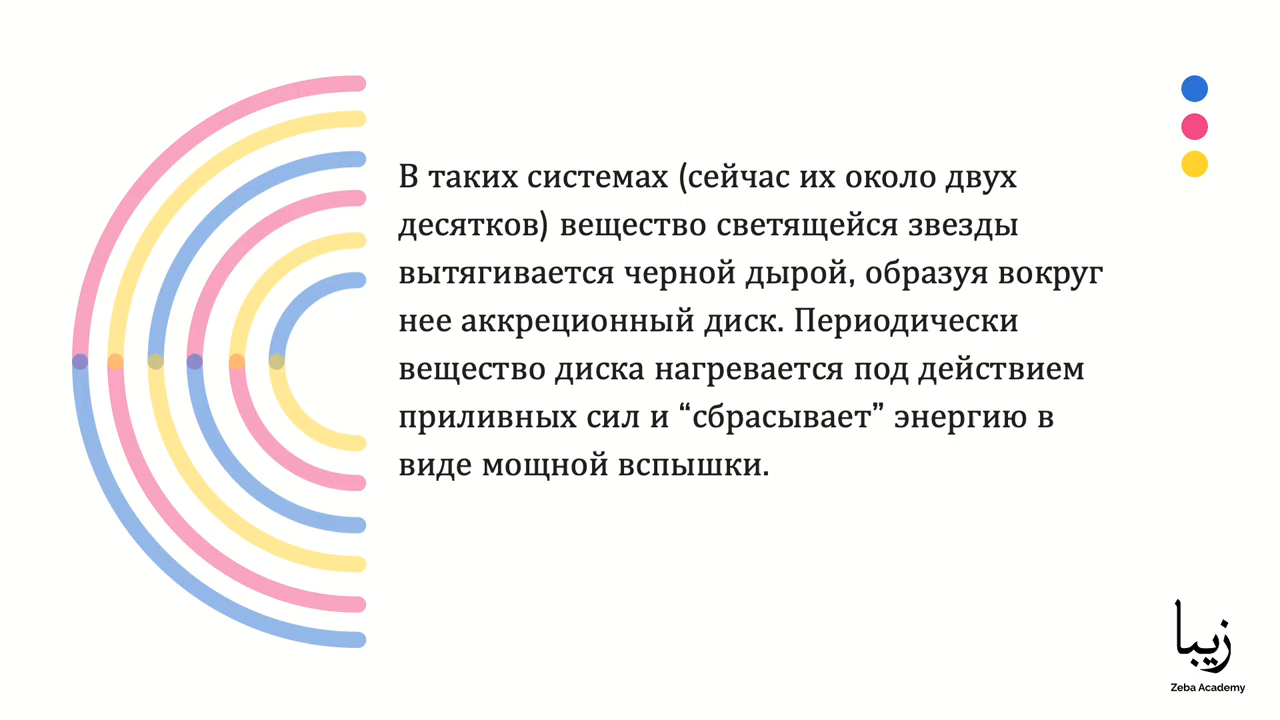 В таких системах (сейчас их около двух
десятков) вещество светящейся звезды
вытягивается черной дырой, образуя вокруг
нее аккреционный диск. Периодически
вещество диска нагревается под действием
приливных сил и “сбрасывает” энергию в
виде мощной вспышки.
زيبا
Zeba Academy